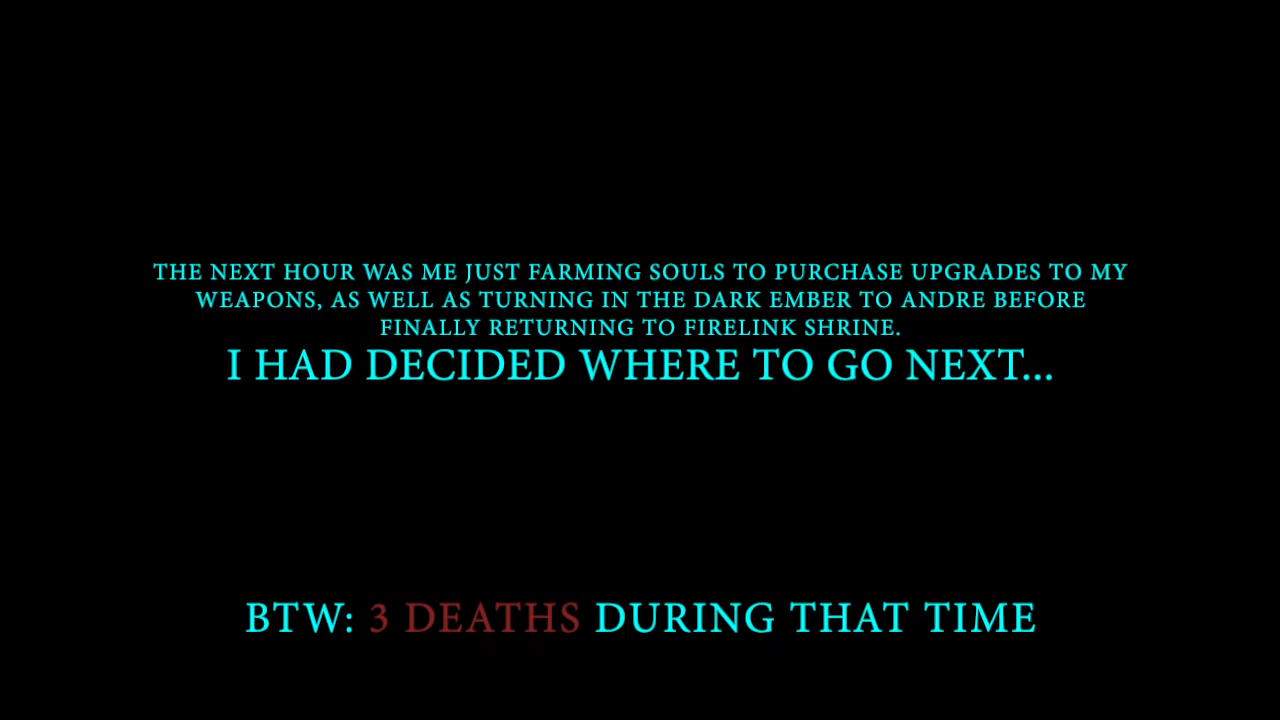 THE NEXT HOUR WAS ME JUST FARMING SOULS TO PURCHASE UPGRADES TO MY
WEAPONS, AS WELL AS TURNING IN THE DARK EMBER TO ANDRE BEFORE
FINALLY RETURNING TO FIRELINK SHRINE.
I HAD DECIDED WHERE TO GO NEXT...
BTW: 3 DEATHS DURING THAT TIME